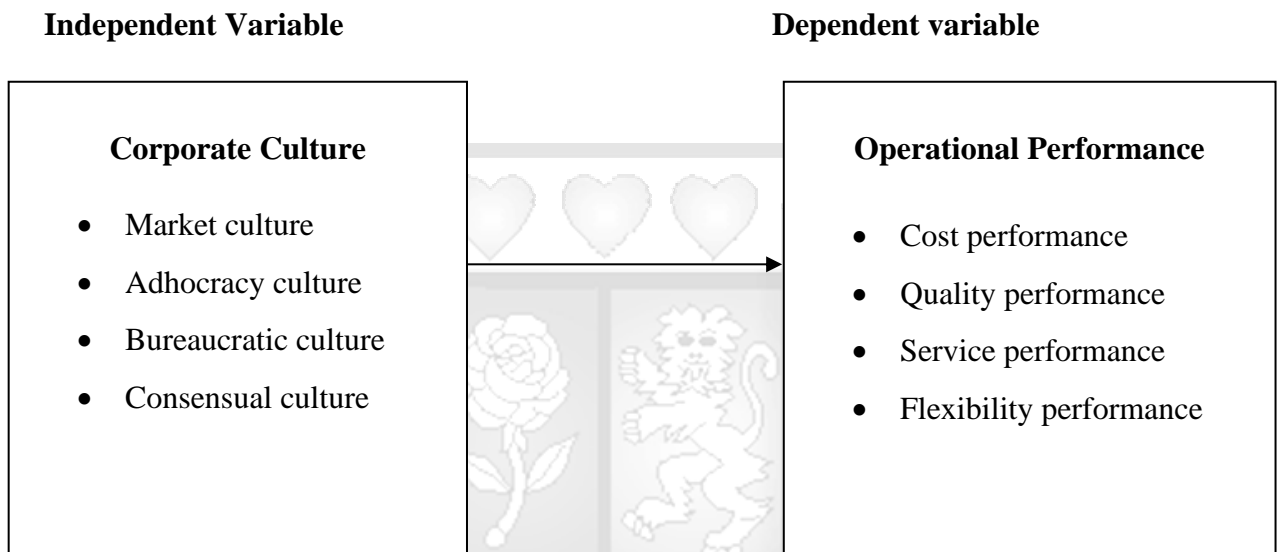 Independent Variable
Dependent variable
Corporate Culture
• Market culture
• Adhocracy culture
• Bureaucratic culture
• Consensual culture
Operational Performance
• Cost performance
• Quality performance
• Service performance
• Flexibility performance